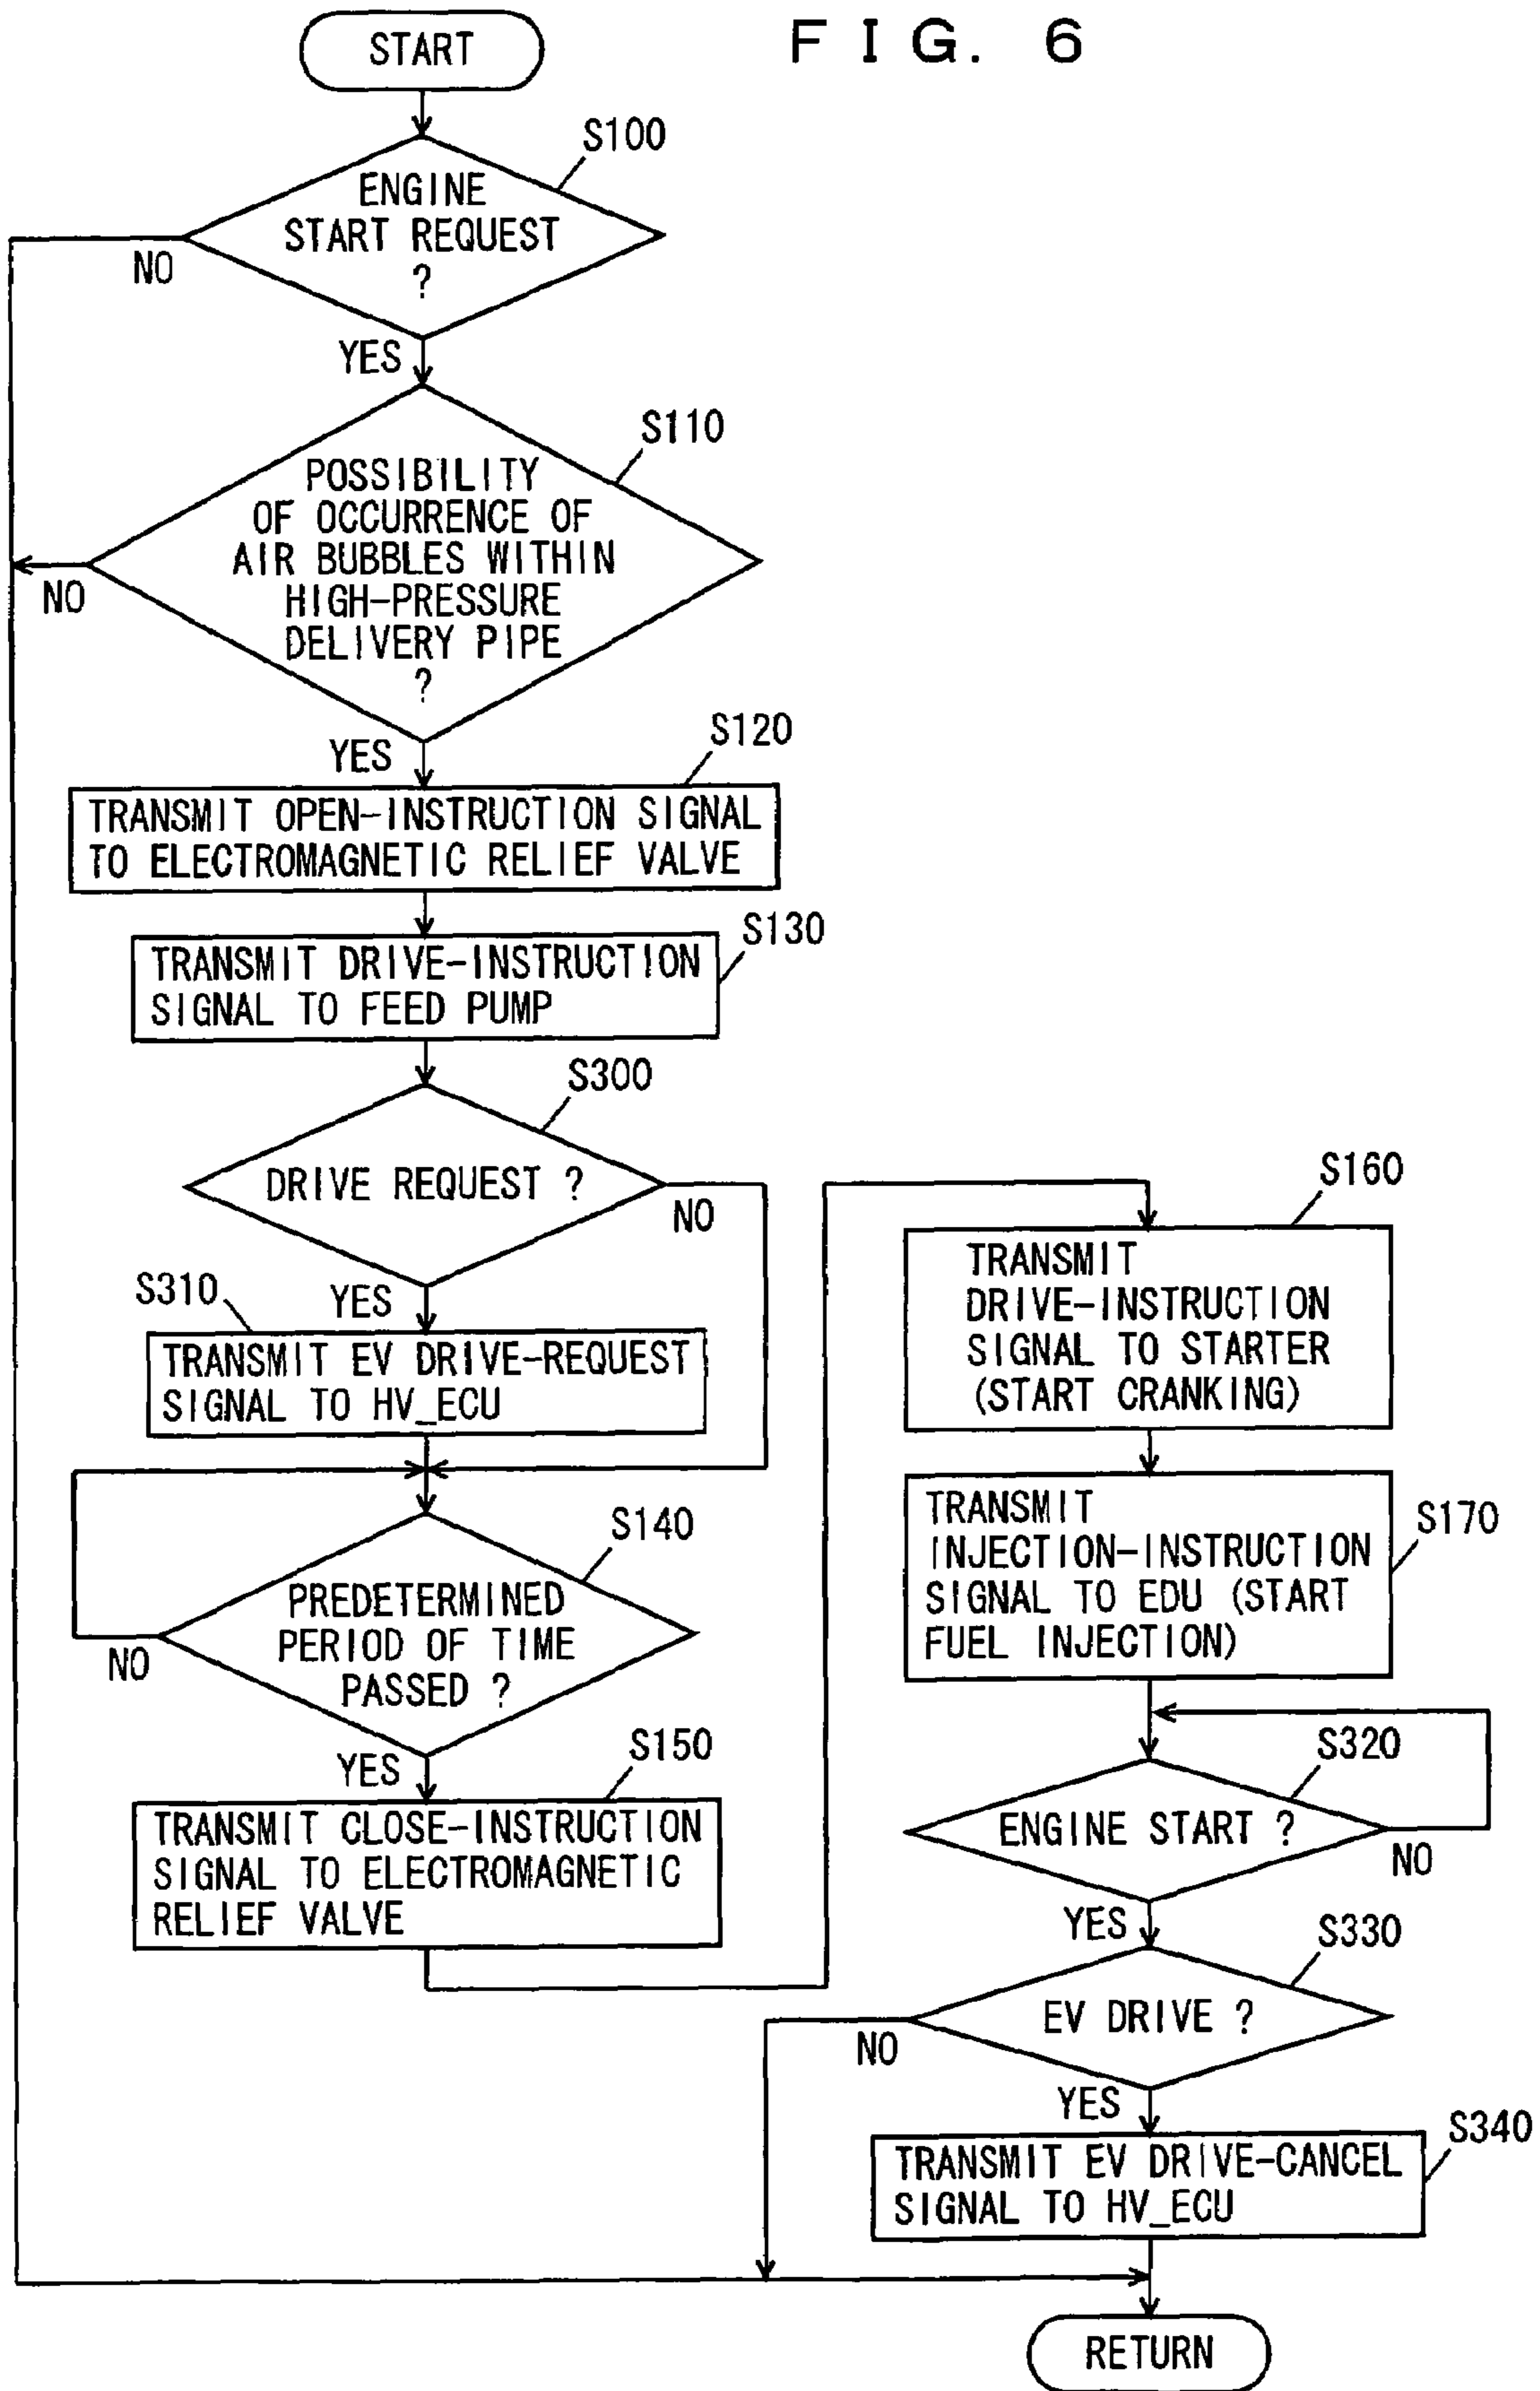 FIG. 6
START
S100
ENGINE
START REQUEST
?
NO
YES
S110
POSSIBILITY
OF OCCURRENCE OF
AIR BUBBLES WITHIN
HIGH-PRESSURE
DELIVERY PIPE
?
NO
YES
S120
TRANSMIT OPEN-INSTRUCTION SIGNAL
TO ELECTROMAGNETIC RELIEF VALVE
S130
TRANSMIT DRIVE-INSTRUCTION
SIGNAL TO FEED PUMP
S300
DRIVE REQUEST ?
NO
YES
S310
TRANSMIT EV DRIVE-REQUEST
SIGNAL TO HV_ECU
S140
PREDETERMINED
PERIOD OF TIME
PASSED ?
NO
YES
S150
TRANSMIT CLOSE-INSTRUCTION
SIGNAL TO ELECTROMAGNETIC
RELIEF VALVE
S160
TRANSMIT
DRIVE-INSTRUCTION
SIGNAL TO STARTER
(START CRANKING)
S170
TRANSMIT
INJECTION-INSTRUCTION
SIGNAL TO EDU (START
FUEL INJECTION)
S320
ENGINE START ?
NO
YES
S330
EV DRIVE ?
NO
YES
S340
TRANSMIT EV DRIVE-CANCEL
SIGNAL TO HV_ECU
RETURN